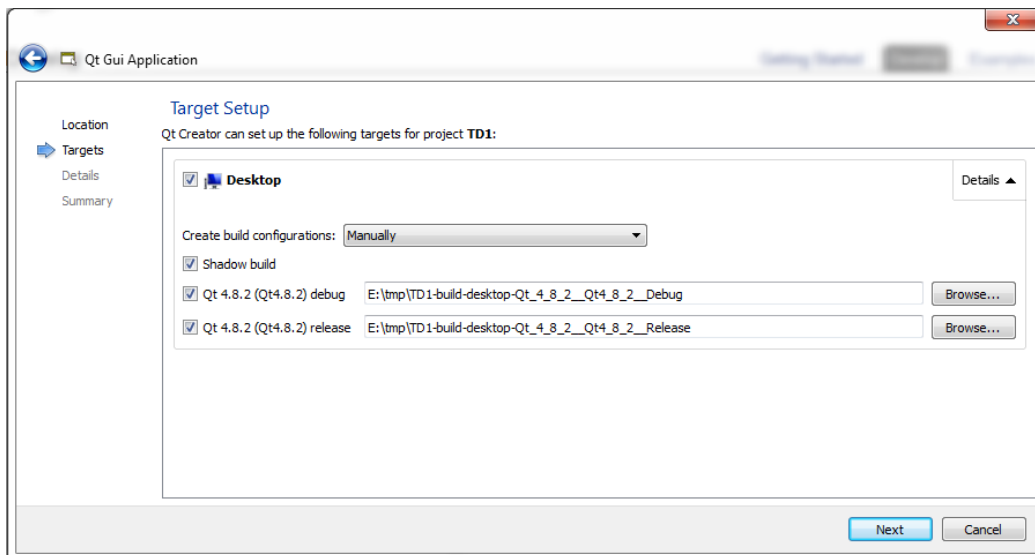 Qt Gui Application
Getting Started
Examples
Location
Targets
Details
Summary
Target Setup
Qt Creator can set up the following targets for project TD1:
Desktop
Details
Create build configurations: Manually
Shadow build
Qt 4.8.2 (Qt4.8.2) debug E:\tmp\TD1-build-desktop-Qt_4_8_2__Qt4_8_2__Debug Browse...
Qt 4.8.2 (Qt4.8.2) release E:\tmp\TD1-build-desktop-Qt_4_8_2__Qt4_8_2__Release Browse...
Next Cancel